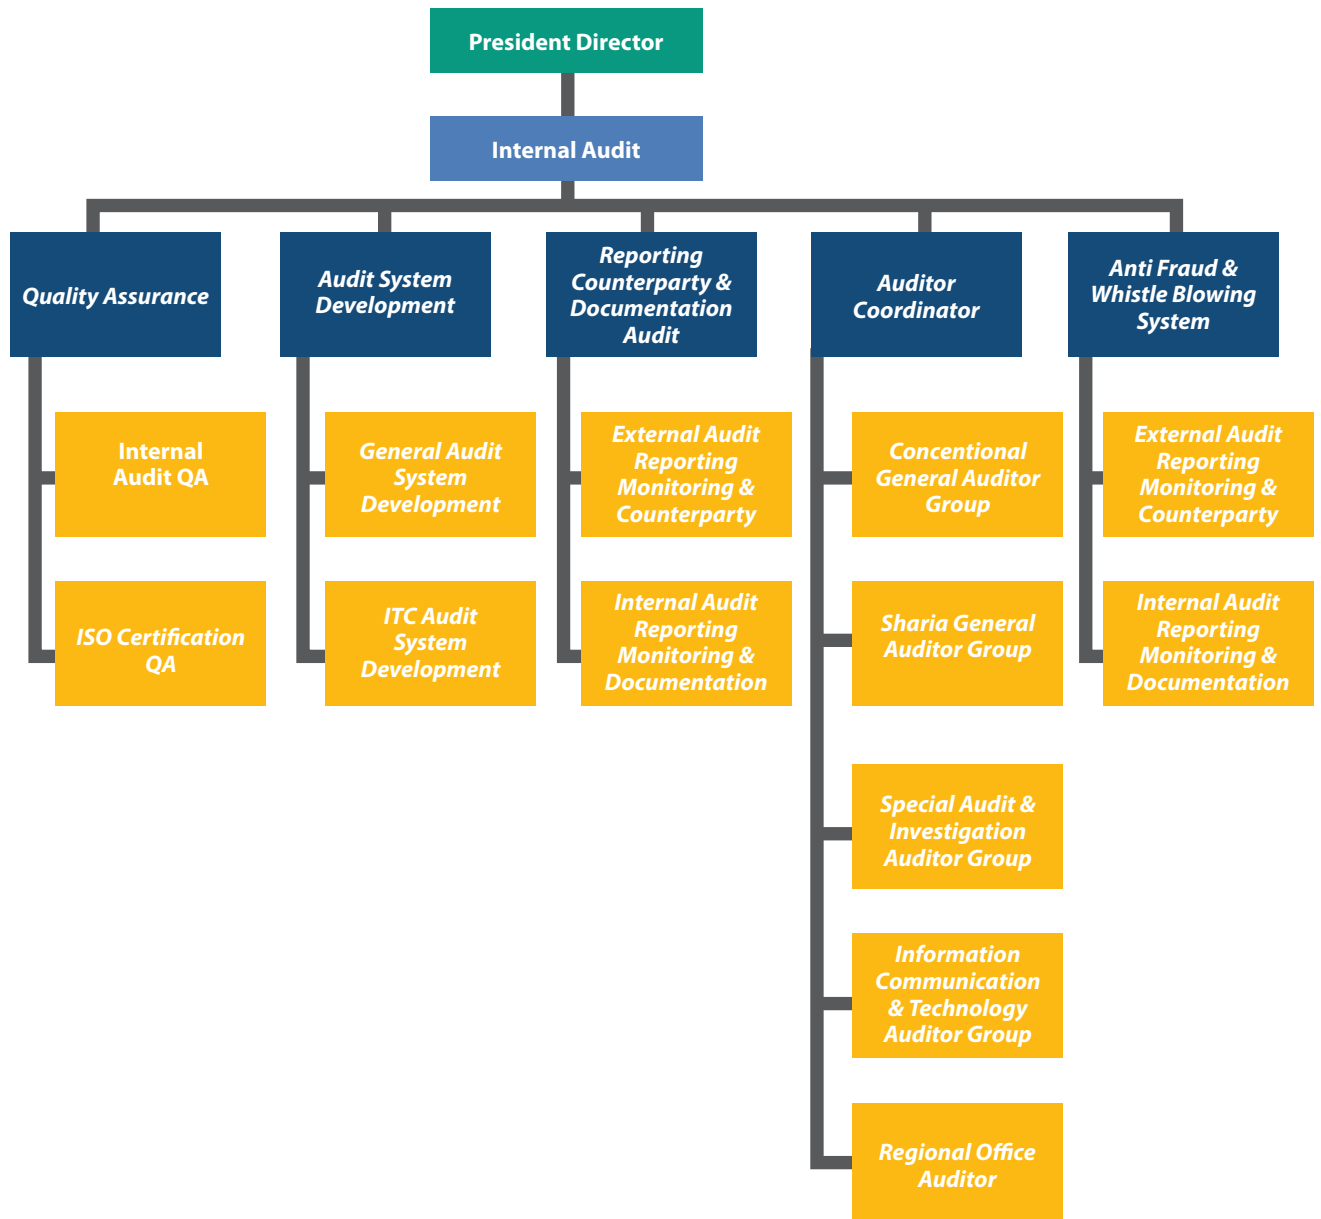 President Director
Internal Audit
Quality Assurance
Audit System
Development
Reporting
Counterparty &
Documentation
Audit
Auditor
Coordinator
Anti Fraud &
Whistle Blowing
System
Internal
Audit QA
ISO Certification
QA
General Audit
System
Development
ITC Audit
System
Development
External Audit
Reporting
Monitoring &
Counterparty
Internal Audit
Reporting
Monitoring &
Documentation
Concentional
General Auditor
Group
Sharia General
Auditor Group
Special Audit &
Investigation
Auditor Group
Information
Communication
& Technology
Auditor Group
Regional Office
Auditor
External Audit
Reporting
Monitoring &
Counterparty
Internal Audit
Reporting
Monitoring &
Documentation